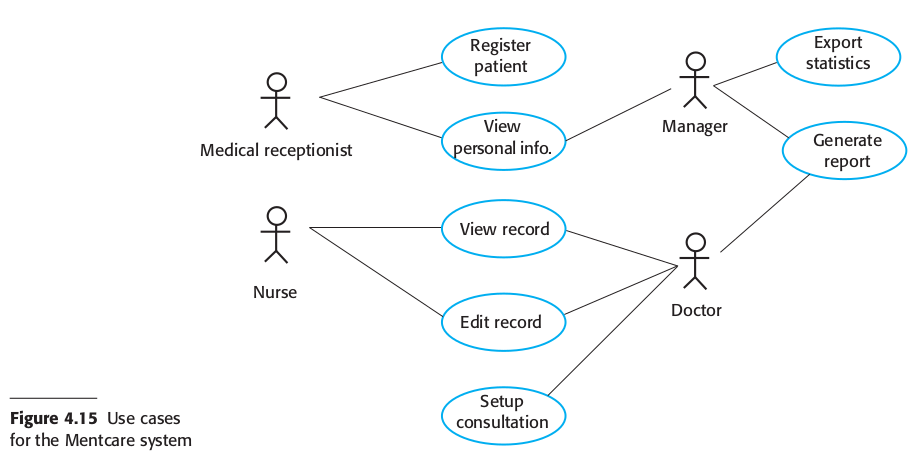 Register
patient
Export
statistics
View
personal info.
Manager
Medical receptionist
Generate
report
View record
Nurse
Doctor
Edit record
Setup
consultation
Figure 4.15 Use cases
for the Mentcare system